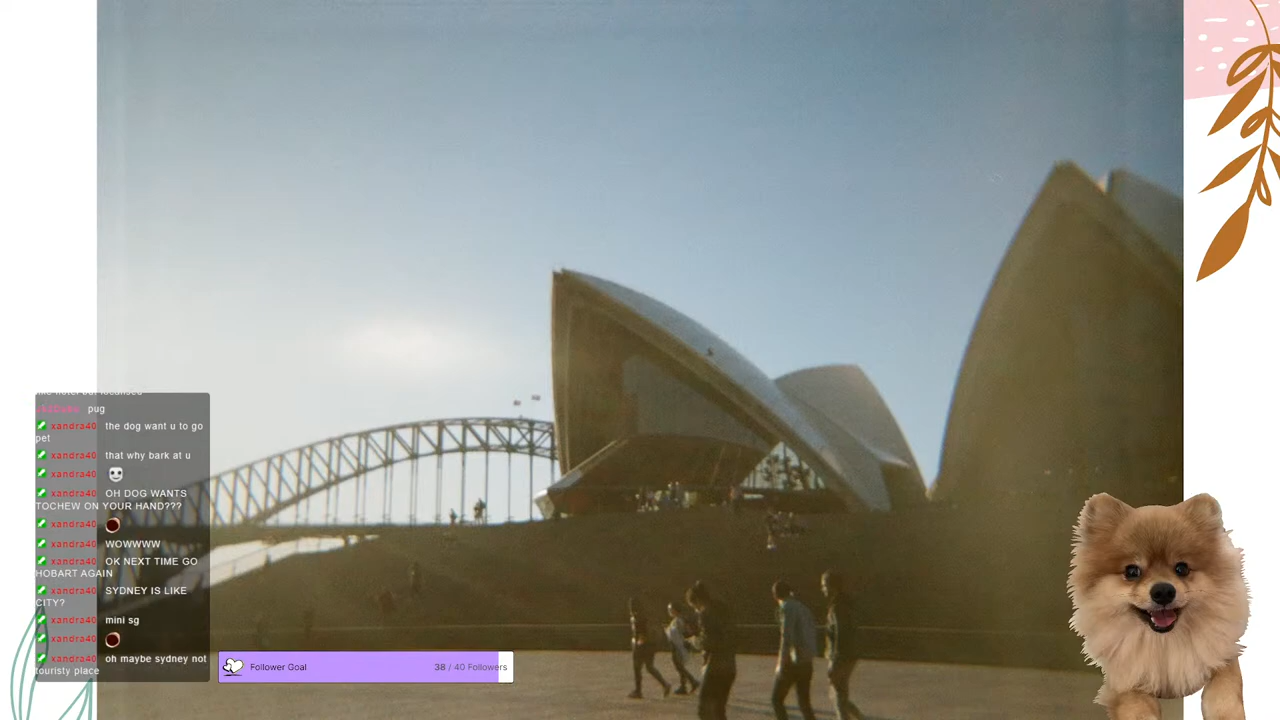 pug
xandra40 the dog want u to go
pet
xandra40 that why bark at u
xandra40
xandra40 OH DOG WANTS
TOCHEW ON YOUR HAND???
xandra40
xandra40 WOWWWW
xandra40 OK NEXT TIME GO
HOBART AGAIN
xandra40 SYDNEY IS LIKE
CITY?
xandra40 mini sg
xandra40
xandra40 oh maybe sydney not
touristy place
Follower Goal 38 / 40 Followers